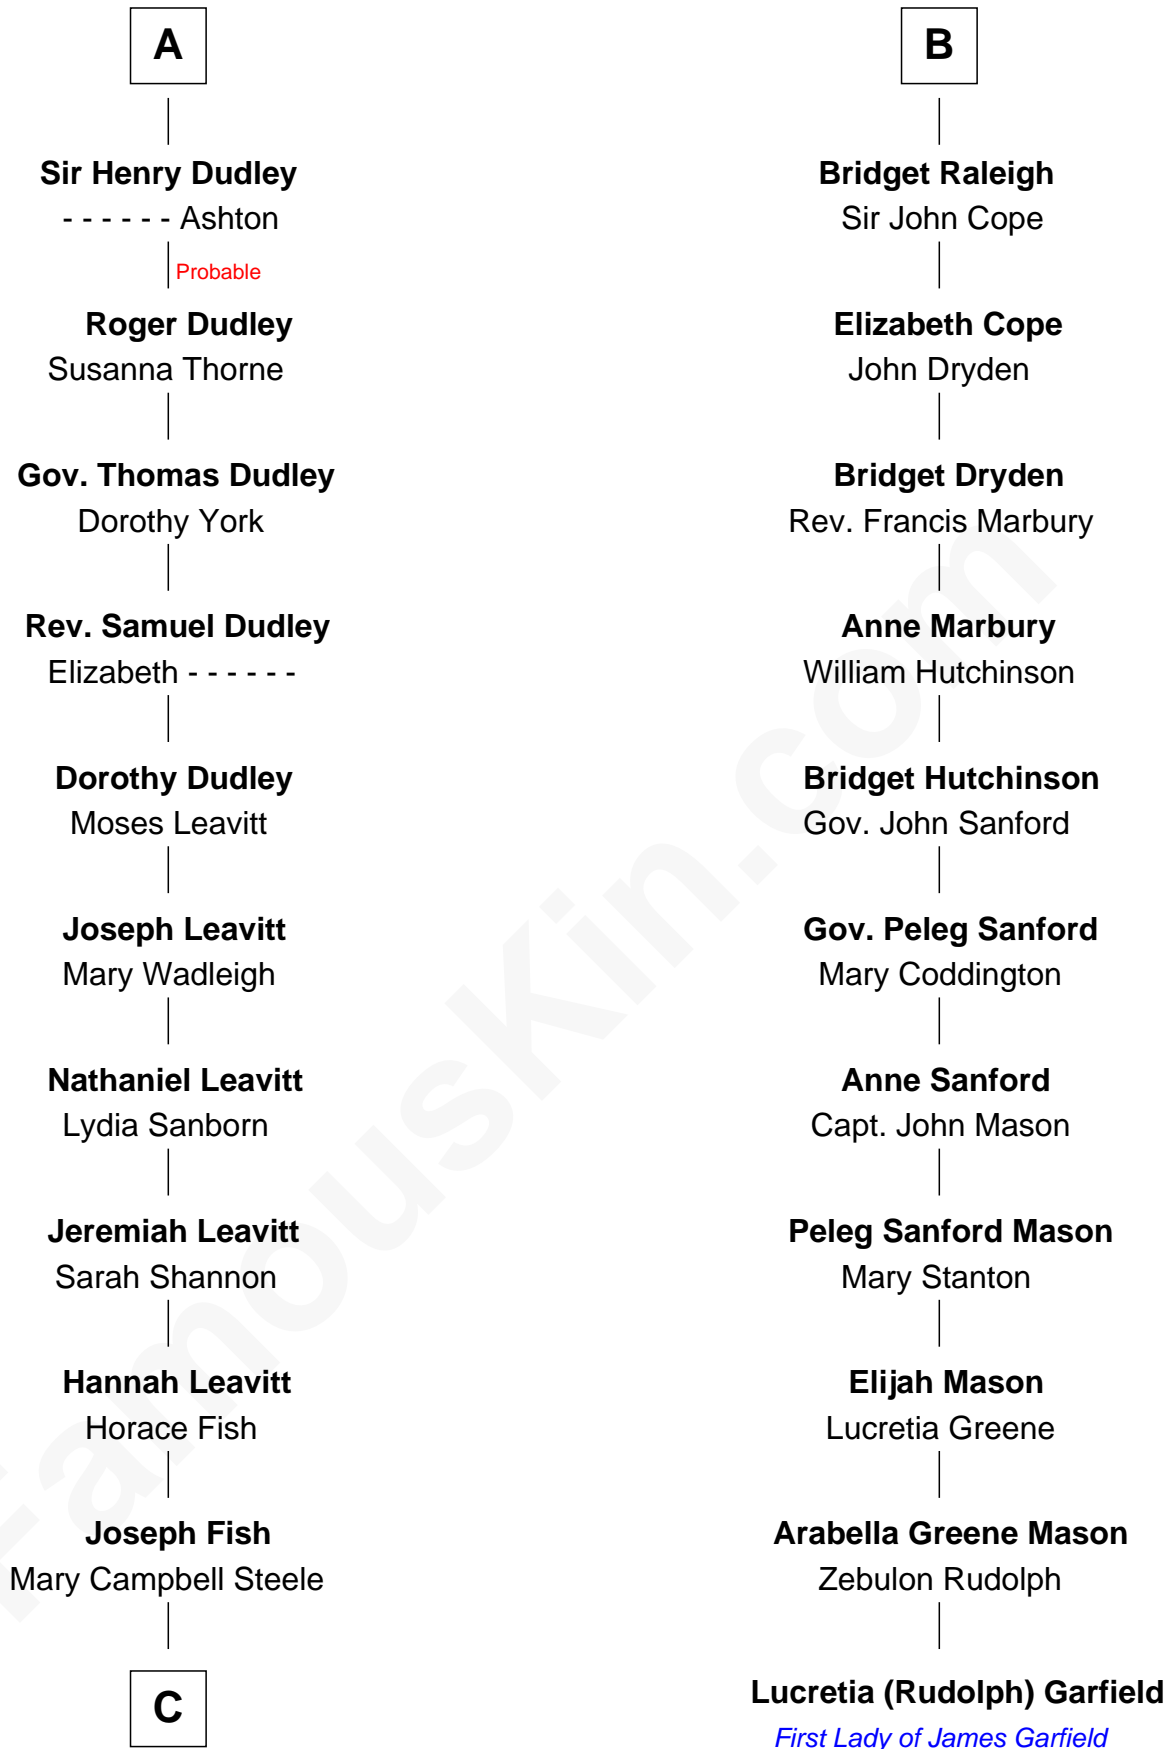 A
Sir Henry Dudley
- - - - - - Ashton
Probable
Roger Dudley
Susanna Thorne
Gov. Thomas Dudley
Dorothy York
Rev. Samuel Dudley
Elizabeth - - - - - -
Dorothy Dudley
Moses Leavitt
Joseph Leavitt
Mary Wadleigh
Nathaniel Leavitt
Lydia Sanborn
Jeremiah Leavitt
Sarah Shannon
Hannah Leavitt
Horace Fish
Joseph Fish
Mary Campbell Steele
C
B
Bridget Raleigh
Sir John Cope
Elizabeth Cope
John Dryden
Bridget Dryden
Rev. Francis Marbury
Anne Marbury
William Hutchinson
Bridget Hutchinson
Gov. John Sanford
Gov. Peleg Sanford
Mary Coddington
Anne Sanford
Capt. John Mason
Peleg Sanford Mason
Mary Stanton
Elijah Mason
Lucretia Greene
Arabella Greene Mason
Zebulon Rudolph
Lucretia (Rudolph) Garfield
First Lady of James Garfield
FamousKin.com